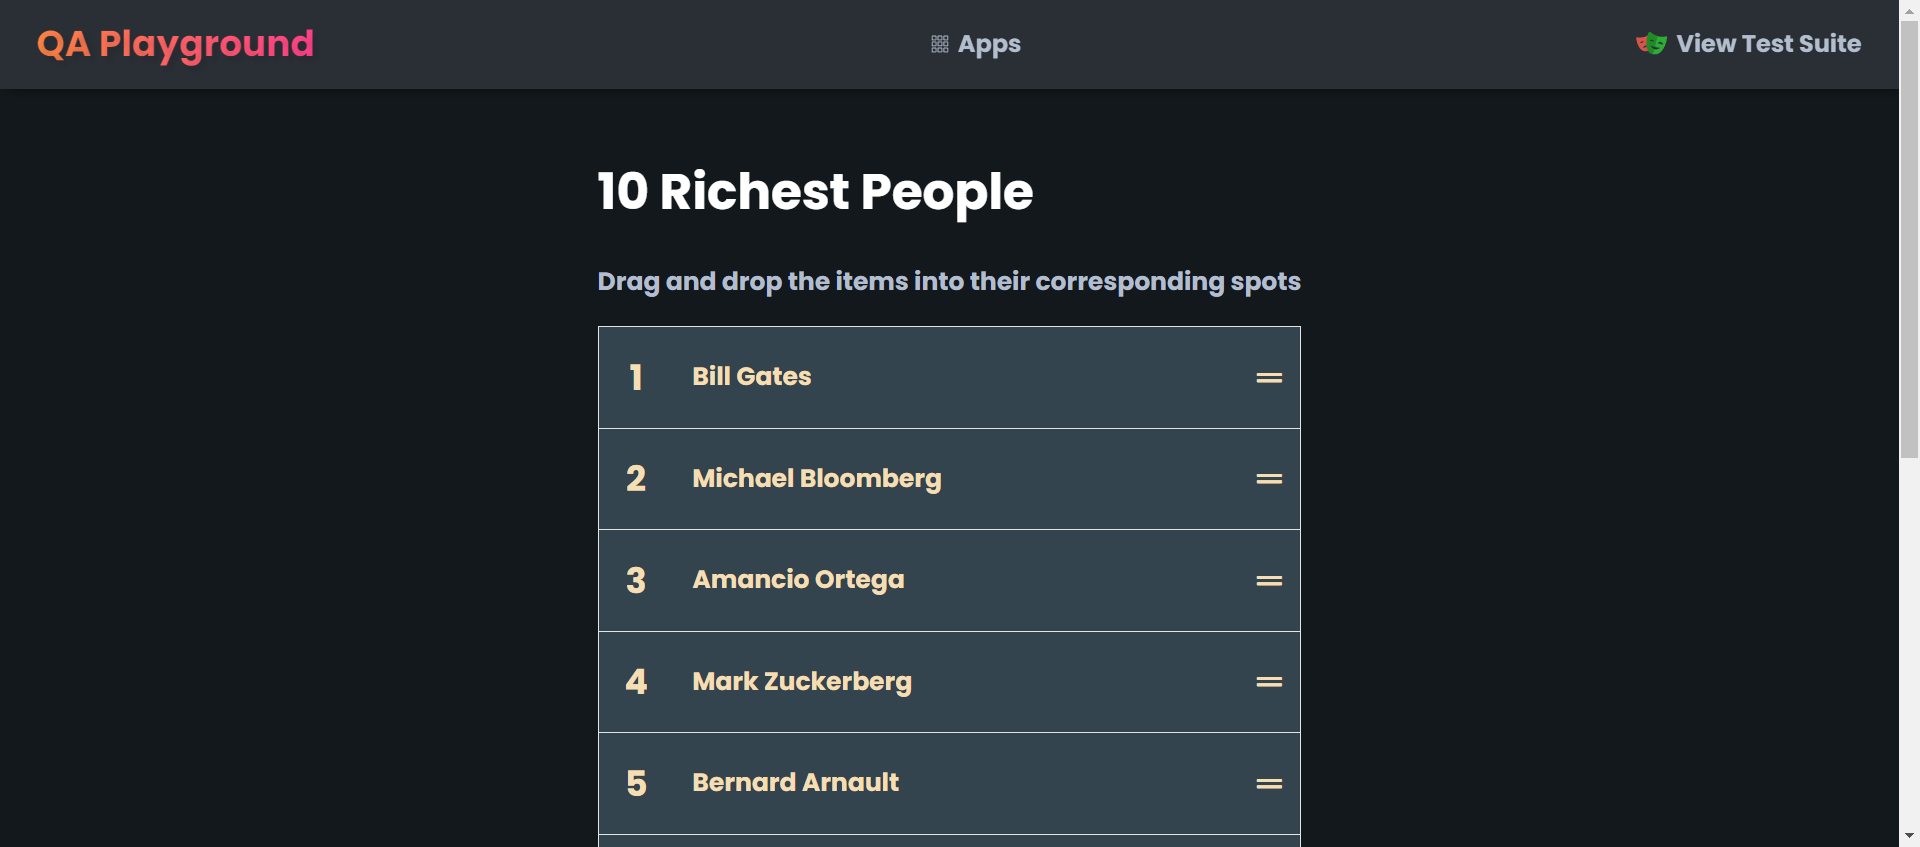 QA Playground
Apps
View Test Suite
10 Richest People
Drag and drop the items into their corresponding spots
1 Bill Gates
2 Michael Bloomberg
3 Amancio Ortega
4 Mark Zuckerberg
5 Bernard Arnault